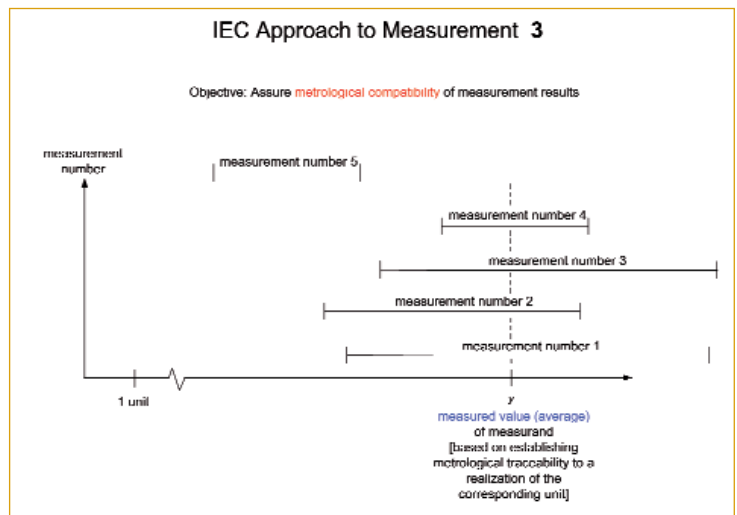 IEC Approach to Measurement 3
Objective: Assure metrological compatibility of measurement results
measurement
number
measurement number 5
measurement number 4
measurement number 3
measurement number 2
measurement number 1
1 unit
y
measured value (average)
of measurand
[based on establishing
metrological traceability to a
realization of the
corresponding unit]